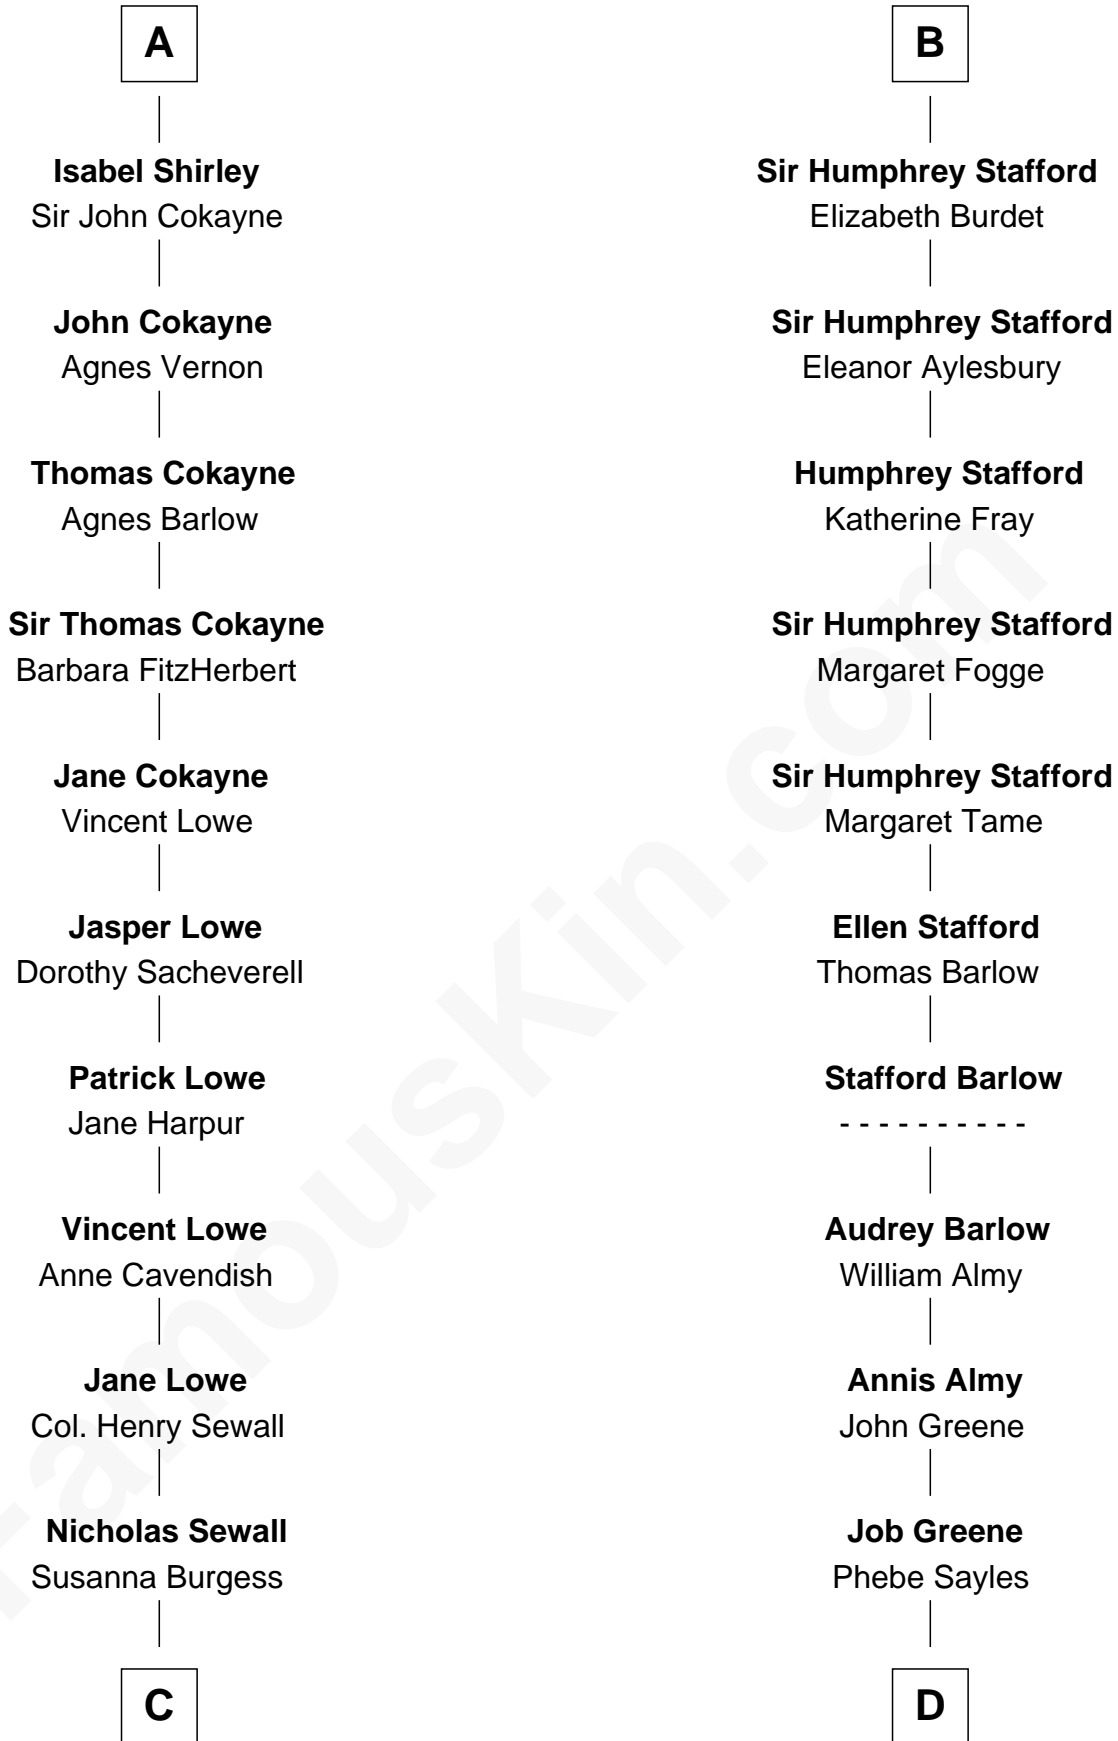 A
Isabel Shirley
Sir John Cokayne
John Cokayne
Agnes Vernon
Thomas Cokayne
Agnes Barlow
Sir Thomas Cokayne
Barbara FitzHerbert
Jane Cokayne
Vincent Lowe
Jasper Lowe
Dorothy Sacheverell
Patrick Lowe
Jane Harpur
Vincent Lowe
Anne Cavendish
Jane Lowe
Col. Henry Sewall
Nicholas Sewall
Susanna Burgess
C
B
Sir Humphrey Stafford
Elizabeth Burdet
Sir Humphrey Stafford
Eleanor Aylesbury
Humphrey Stafford
Katherine Fray
Sir Humphrey Stafford
Margaret Fogge
Sir Humphrey Stafford
Margaret Tame
Ellen Stafford
Thomas Barlow
Stafford Barlow
- - - - - - - - - -
Audrey Barlow
William Almy
Annis Almy
John Greene
Job Greene
Phebe Sayles
D
FamousKin.com